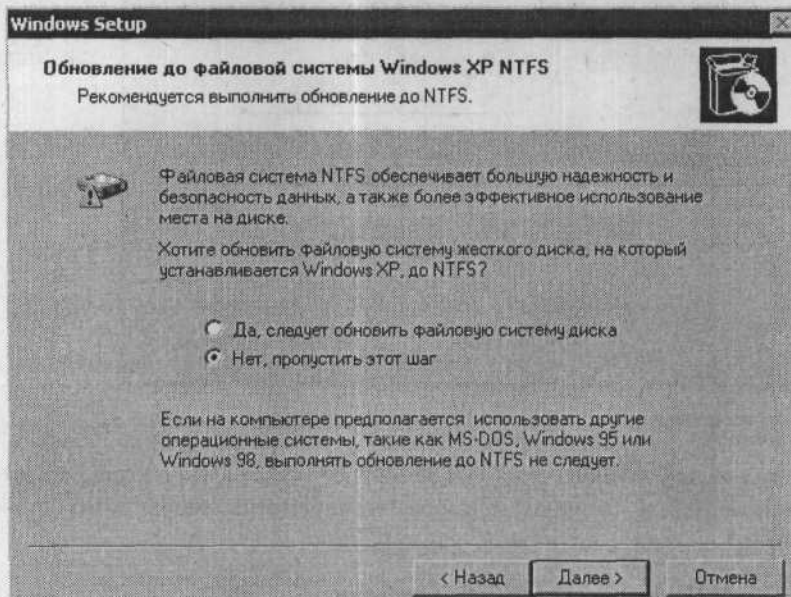 Windows Setup
Обновление до файловой системы Windows XP NTFS
Рекомендуется выполнить обновление до NTFS.
Файловая система NTFS обеспечивает большую надежность и
безопасность данных, а также более эффективное использование
места на диске.
Хотите обновить файловую систему жесткого диска, на который
устанавливается Windows XP, до NTFS?
Да, следует обновить файловую систему диска
Нет, пропустить этот шаг
Если на компьютере предполагается использовать другие
операционные системы, такие как MS-DOS, Windows 95 или
Windows 98, выполнять обновление до NTFS не следует.
< Назад Далее > Отмена